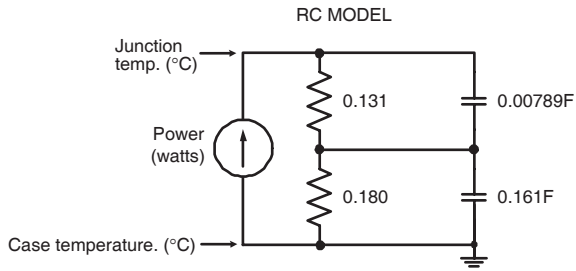 RC MODEL
Junction
temp. (°C)
0.131
0.00789F
Power
(watts)
0.180
0.161F
Case temperature. (°C)